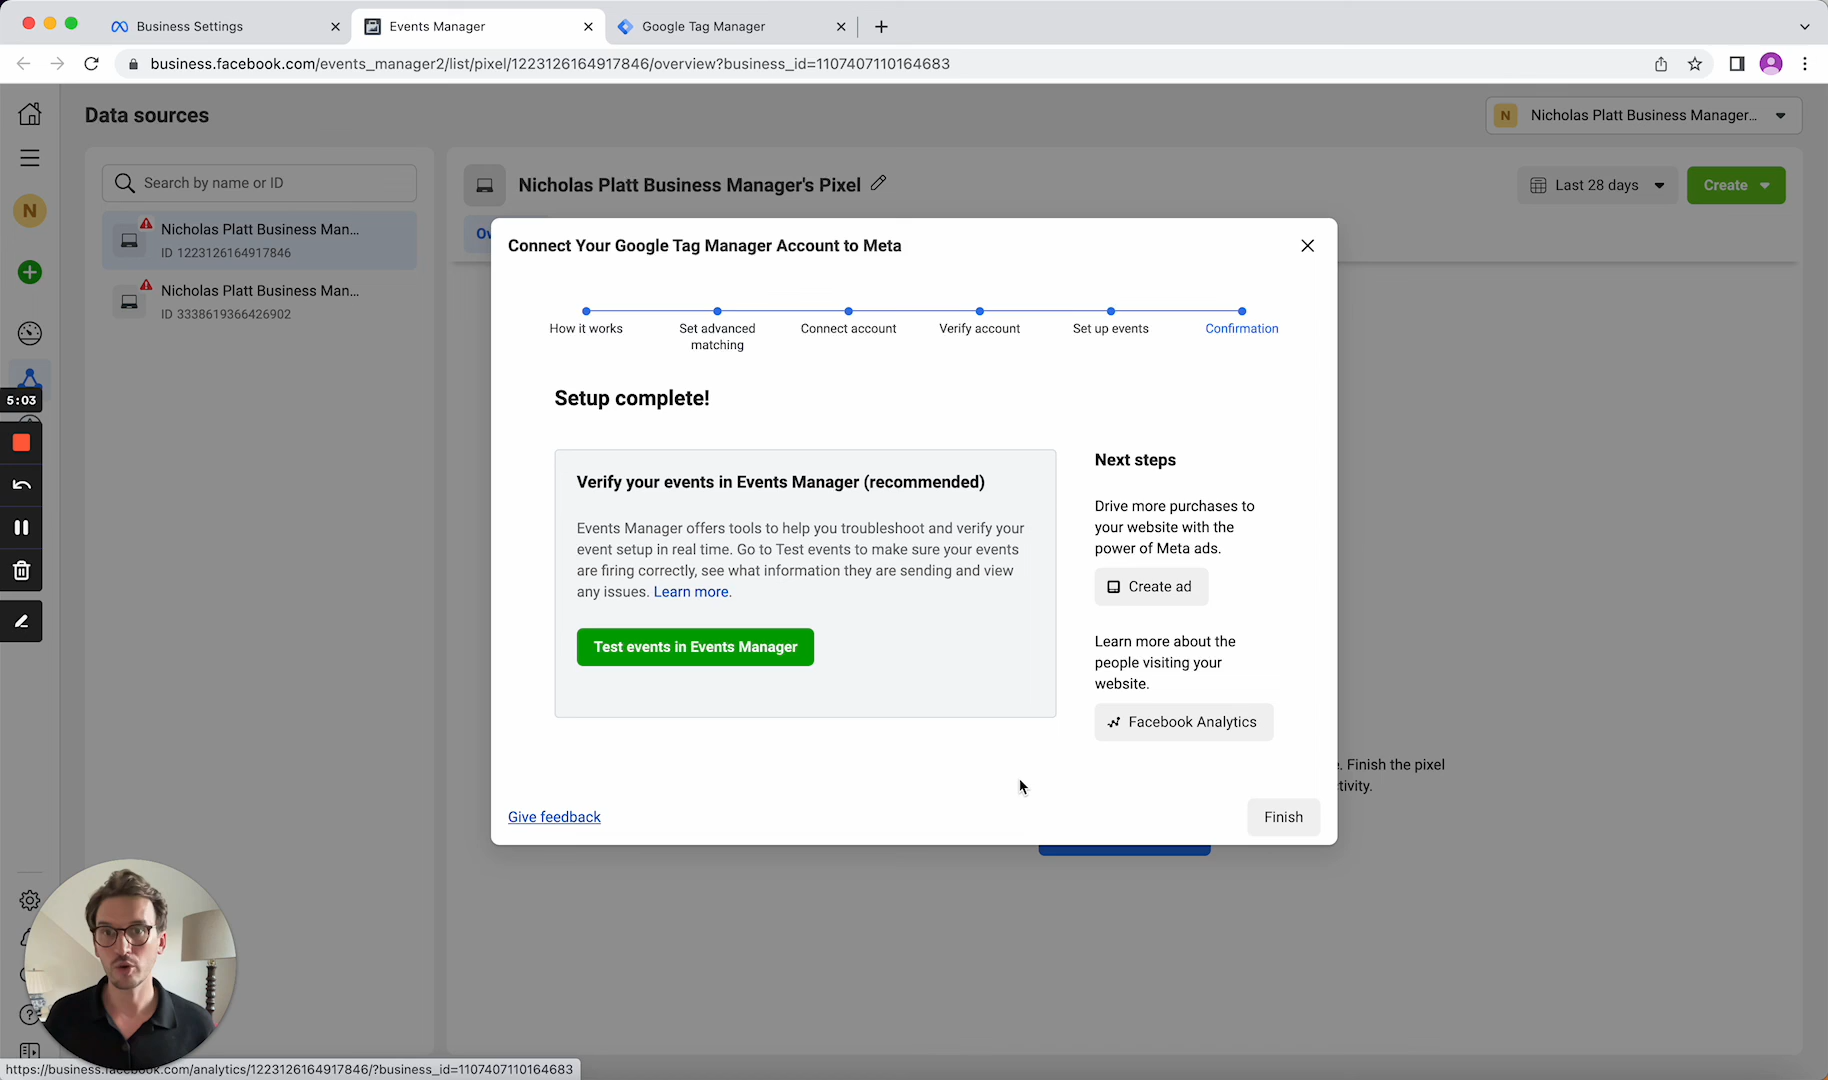 Business Settings
Events Manager
Google Tag Manager
business.facebook.com/events_manager2/list/pixel/1223126164917846/overview?business_id=1107407110164683
Data sources
N
Nicholas Platt Business Manager...
Search by name or ID
Nicholas Platt Business Manager's Pixel
Last 28 days
Create
N
Nicholas Platt Business Man...
ID 1223126164917846
Nicholas Platt Business Man...
ID 3338619366426902
Ov
Connect Your Google Tag Manager Account to Meta
How it works
Set advanced
matching
Connect account
Verify account
Set up events
Confirmation
5:03
Setup complete!
Verify your events in Events Manager (recommended)
Events Manager offers tools to help you troubleshoot and verify your
event setup in real time. Go to Test events to make sure your events
are firing correctly, see what information they are sending and view
any issues. Learn more.
Test events in Events Manager
Next steps
Drive more purchases to
your website with the
power of Meta ads.
Create ad
Learn more about the
people visiting your
website.
Facebook Analytics
. Finish the pixel
tivity.
Give feedback
Finish
https://business.facebook.com/analytics/1223126164917846/?business_id=1107407110164683